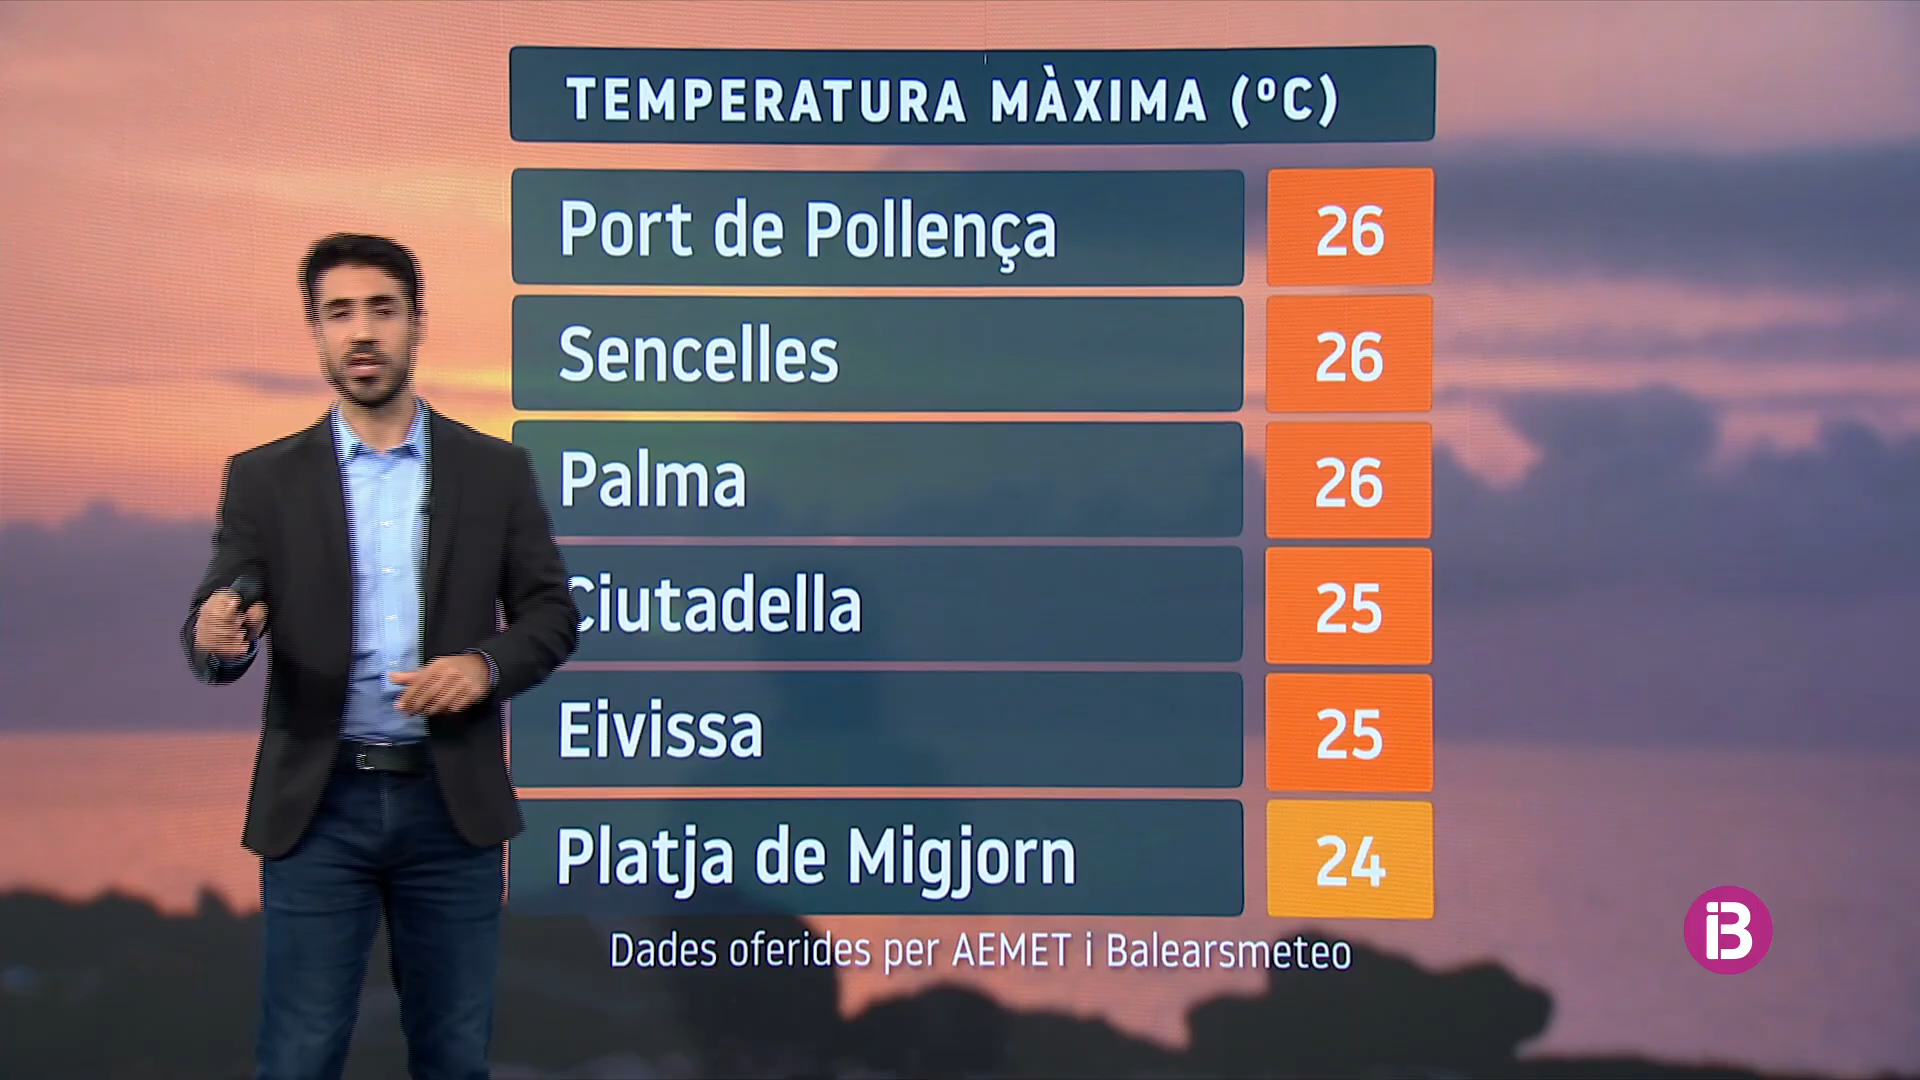 TEMPERATURA MÀXIMA (ºC)
Port de Pollença 26
Sencelles 26
Palma 26
Ciutadella 25
Eivissa 25
Platja de Migjorn 24
Dades oferides per AEMET i Balearsmeteo
iB